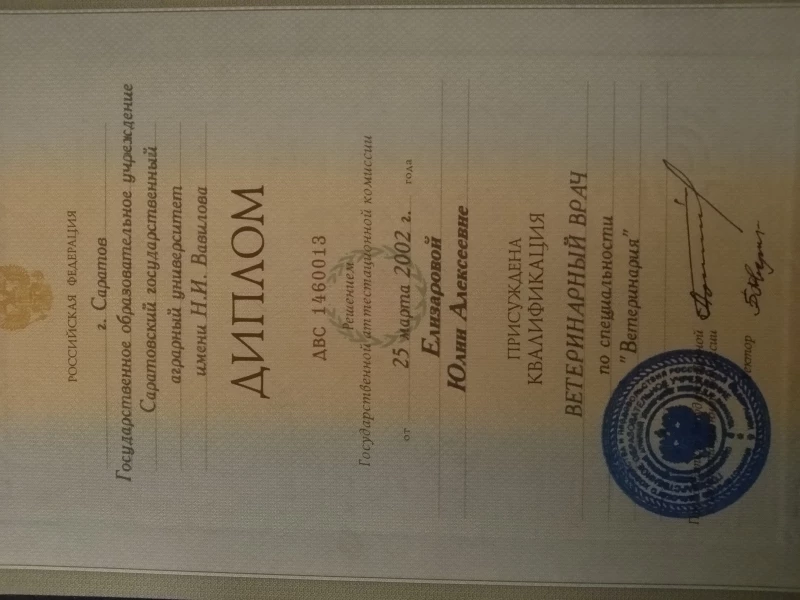 РОССИЙСКАЯ ФЕДЕРАЦИЯ
г. Саратов
Государственное образовательное учреждение
Саратовский государственный
аграрный университет
имени Н.И. Вавилова
ДИПЛОМ
АВС 1460013
Решением
Государственной аттестационной комиссии
от 25 марта 2002 г. года
Елизаровой
Юлии Алексеевне
ПРИСУЖДЕНА
КВАЛИФИКАЦИЯ
ВЕТЕРИНАРНЫЙ ВРАЧ
по специальности
"Ветеринария"